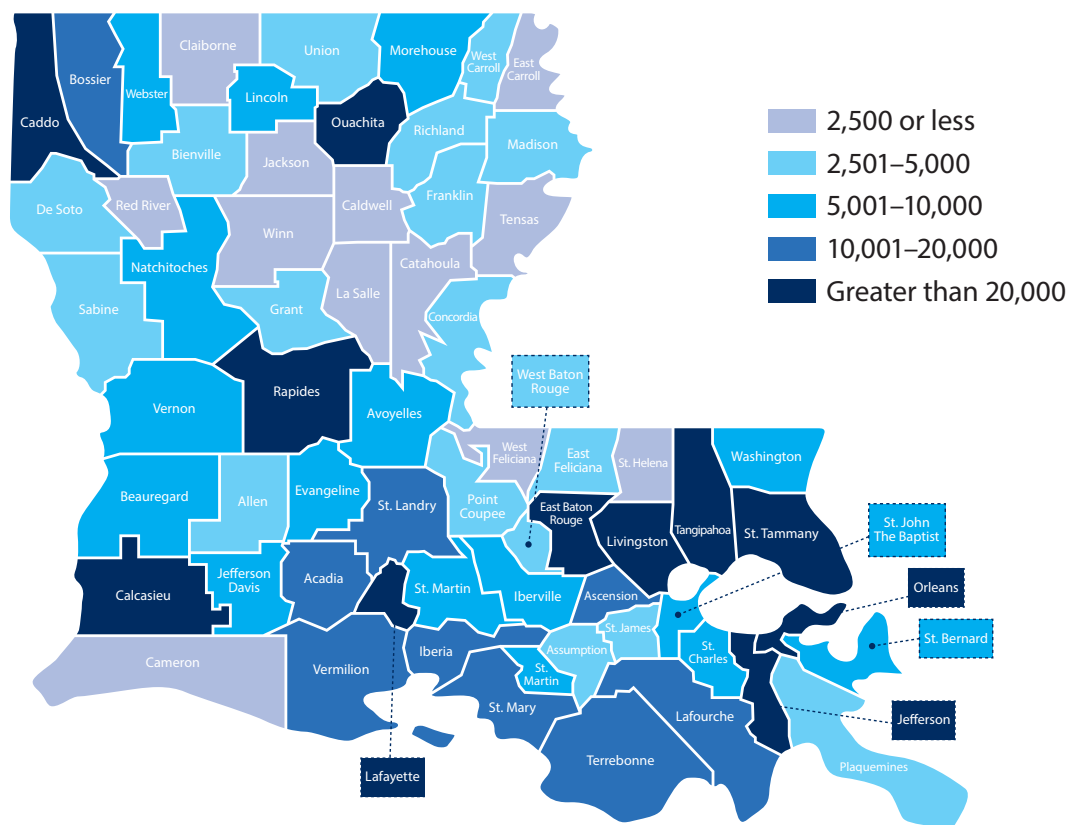 Claiborne
Union
Morehouse
West
Carroll
East
Carroll
Bossier
Webster
Lincoln
Caddo
Ouachita
Richland
Madison
Bienville
Jackson
Franklin
De Soto
Red River
Caldwell
Tensas
Winn
Natchitoches
Catahoula
La Salle
Sabine
Grant
Concordia
2,500 or less
2,501–5,000
5,001–10,000
10,001–20,000
Greater than 20,000
West Baton
Rouge
Rapides
Vernon
Avoyelles
West
Feliciana
East
Feliciana
St. Helena
Washington
Beauregard
Allen
Evangeline
St. Landry
Point
Coupee
East Baton
Rouge
Livingston
Tangipahoa
St. Tammany
St. John
The Baptist
Calcasieu
Jefferson
Davis
Acadia
St. Martin
Iberville
Ascension
Orleans
St. James
St. Bernard
Cameron
Vermilion
Iberia
Assumption
St.
Charles
St.
Martin
St. Mary
Lafourche
Jefferson
Terrebonne
Plaquemines
Lafayette